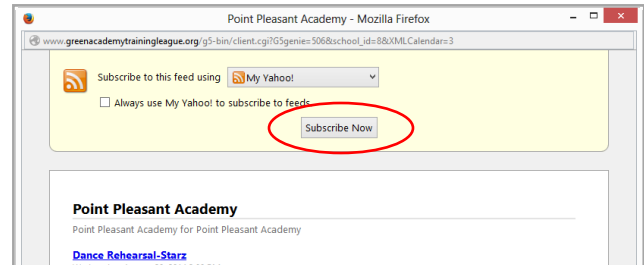 Point Pleasant Academy - Mozilla Firefox
www.greenacademytrainingleague.org/g5-bin/client.cgi?G5genie=506&school_id=8&XMLCalendar=3
Subscribe to this feed using My Yahoo!
Always use My Yahoo! to subscribe to feeds.
Subscribe Now
Point Pleasant Academy
Point Pleasant Academy for Point Pleasant Academy
Dance Rehearsal-Starz